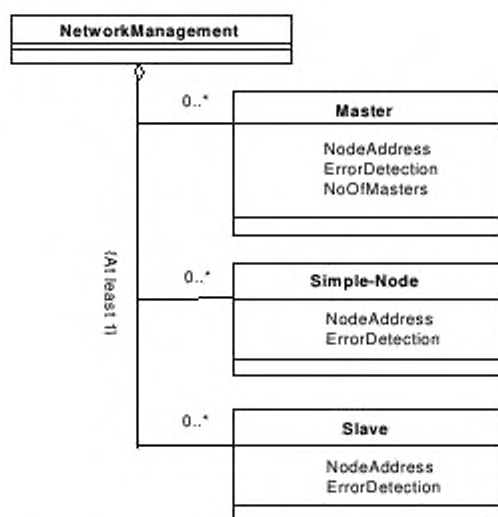 NetworkManagement
0..*
Master
NodeAddress
ErrorDetection
NoOfMasters
{At least 1}
0..*
Simple-Node
NodeAddress
ErrorDetection
0..*
Slave
NodeAddress
ErrorDetection